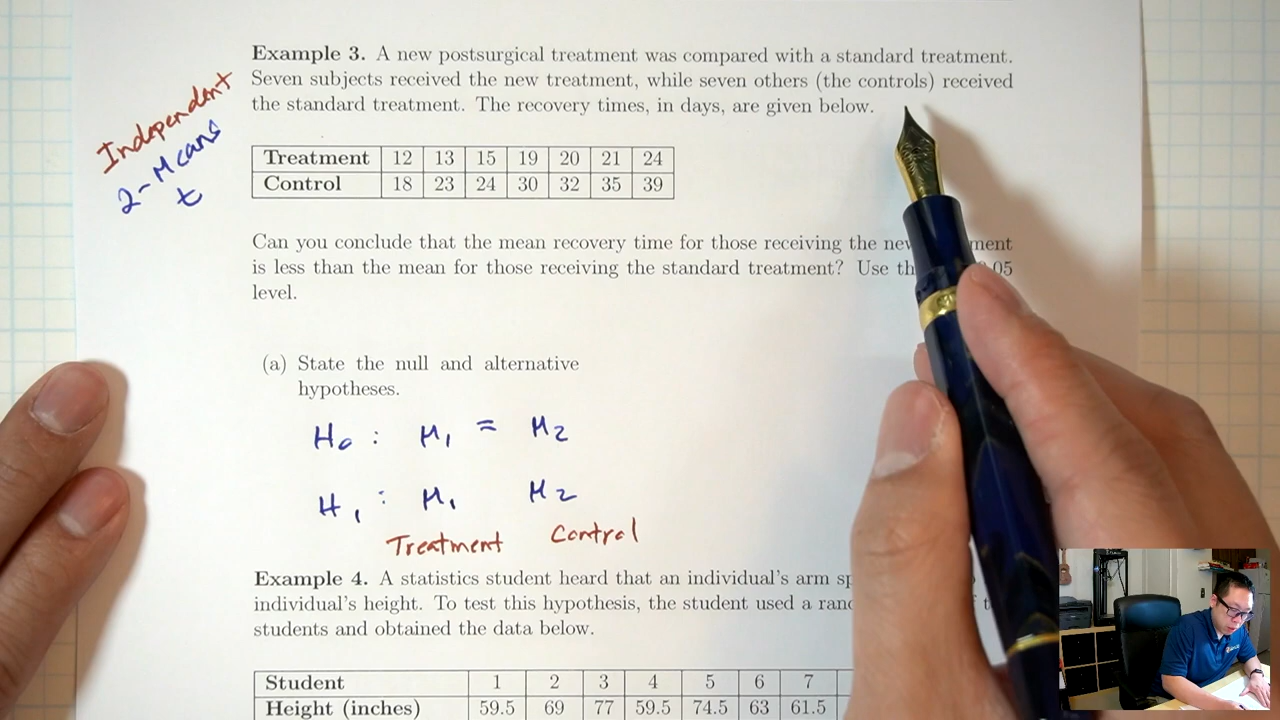 Example 3. A new postsurgical treatment was compared with a standard treatment.
Seven subjects received the new treatment, while seven others (the controls) received
the standard treatment. The recovery times, in days, are given below.
Independent
2-Means
t
Treatment 12 13 15 19 20 21 24
Control 18 23 24 30 32 35 39
Can you conclude that the mean recovery time for those receiving the
is less than the mean for those receiving the standard treatment? Use
level.
(a) State the null and alternative
hypotheses.
H₀ : μ₁ = μ₂
H₁ : μ₁ μ₂
Treatment Control
Example 4. A statistics student heard that an individual's arm
individual's height. To test this hypothesis, the student used a
students and obtained the data below.
Student 1 2 3 4 5 6 7
Height (inches) 59.5 69 77 59.5 74.5 63 61.5